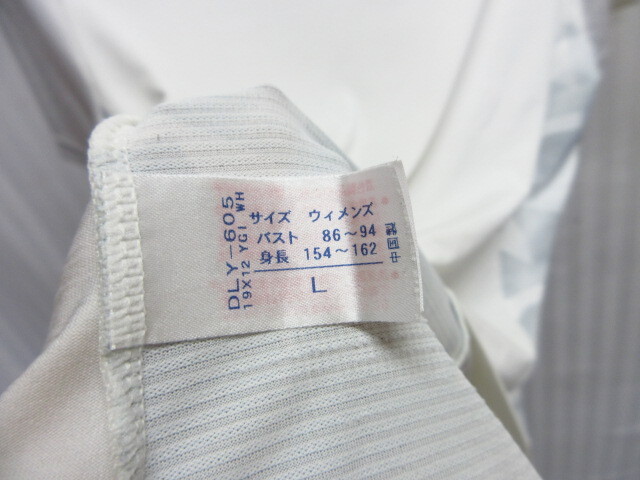 DLY-605
19X12 YGI WH
サイズ ウィメンズ
バスト 86～94
身長 154～162
L
中国製